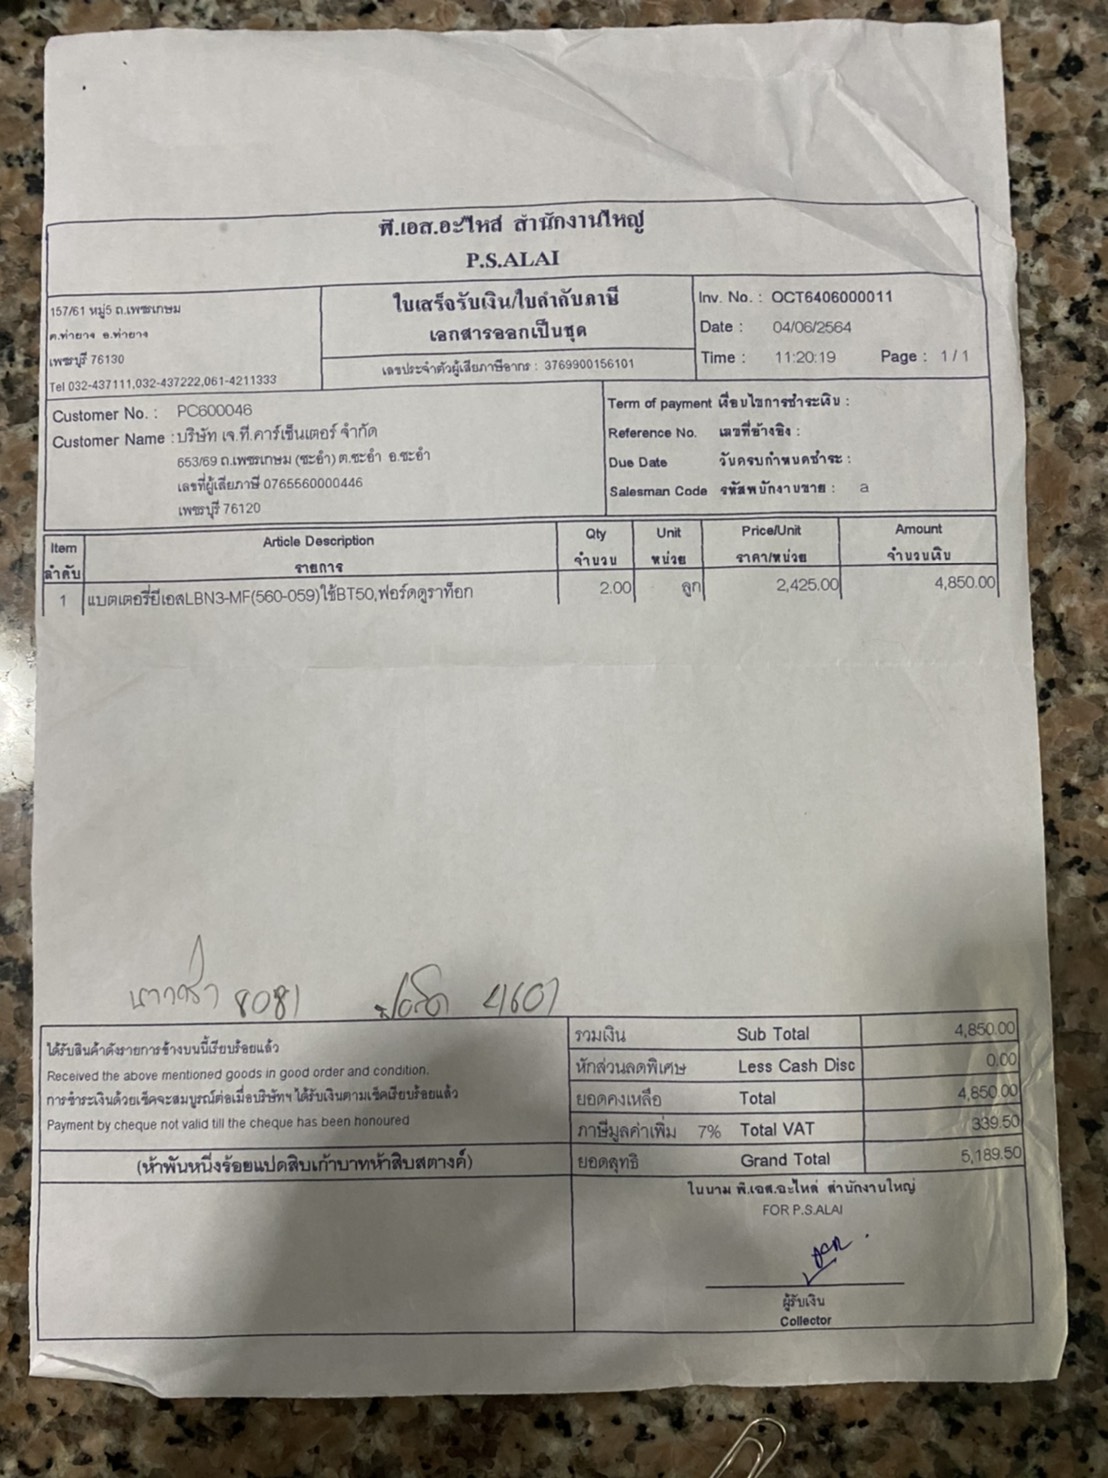 พี.เอส.อะไหล่ สำนักงานใหญ่
P.S.ALAI
157/61 หมู่5 ถ.เพชรเกษม
ต.ท่ายาง อ.ท่ายาง
เพชรบุรี 76130
Tel 032-437111,032-437222,061-4211333
ใบเสร็จรับเงิน/ใบกำกับภาษี
เอกสารออกเป็นชุด
เลขประจำตัวผู้เสียภาษีอากร : 3769900156101
Inv. No. : OCT6406000011
Date : 04/06/2564
Time : 11:20:19 Page : 1 / 1
Customer No. : PC600046
Customer Name : บริษัท เจ.ที.คาร์เซ็นเตอร์ จำกัด
653/69 ถ.เพชรเกษม (ชะอำ) ต.ชะอำ อ.ชะอำ
เลขที่ผู้เสียภาษี 0765560000446
เพชรบุรี 76120
Term of payment เงื่อนไขการชำระเงิน :
Reference No. เลขที่อ้างอิง :
Due Date วันครบกำหนดชำระ :
Salesman Code รหัสพนักงานขาย : a
Item Article Description Qty Unit Price/Unit Amount
ลำดับ รายการ จำนวน หน่วย ราคา/หน่วย จำนวนเงิน
1 แบตเตอรี่ยีเอสLBN3-MF(560-059)ใช้BT50,ฟอร์ดดูราท็อก 2.00 ลูก 2,425.00 4,850.00
8081 ฟอร์ด 4607
ได้รับสินค้าดังรายการข้างบนนี้เรียบร้อยแล้ว
Received the above mentioned goods in good order and condition.
การชำระเงินด้วยเช็คจะสมบูรณ์ต่อเมื่อบริษัทฯ ได้รับเงินตามเช็คเรียบร้อยแล้ว
Payment by cheque not valid till the cheque has been honoured
(ห้าพันหนึ่งร้อยแปดสิบเก้าบาทห้าสิบสตางค์)
รวมเงิน Sub Total 4,850.00
หักส่วนลดพิเศษ Less Cash Disc 0.00
ยอดคงเหลือ Total 4,850.00
ภาษีมูลค่าเพิ่ม 7% Total VAT 339.50
ยอดสุทธิ Grand Total 5,189.50
ในนาม พี.เอส.อะไหล่ สำนักงานใหญ่
FOR P.S.ALAI
ผู้รับเงิน
Collector